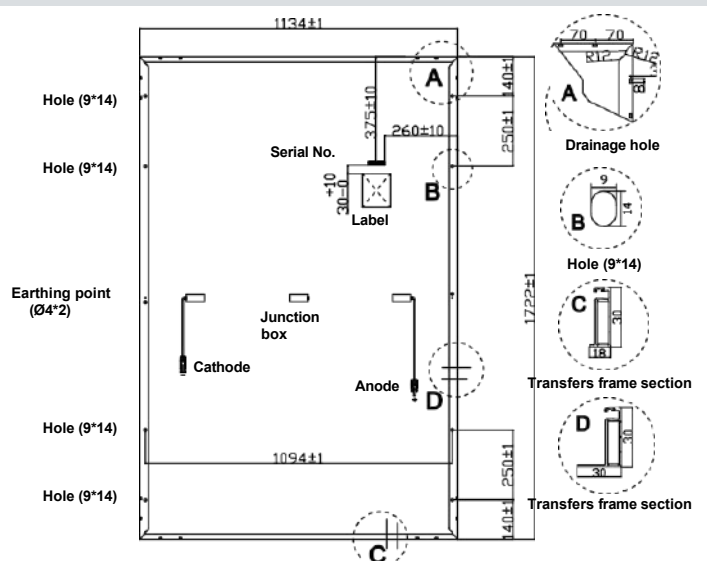 1134±1
A
140±1
250±1
375±10
260±10
Hole (9*14)
Hole (9*14)
Serial No.
+10
30-0
Label
B
1722±1
Earthing point
(Ø4*2)
Junction
box
Cathode
Anode
D
Hole (9*14)
1094±1
250±1
Hole (9*14)
140±1
C
70 70
R12 R12
8
A
Drainage hole
9
B
14
Hole (9*14)
C
30
18
Transfers frame section
D
30
30
Transfers frame section